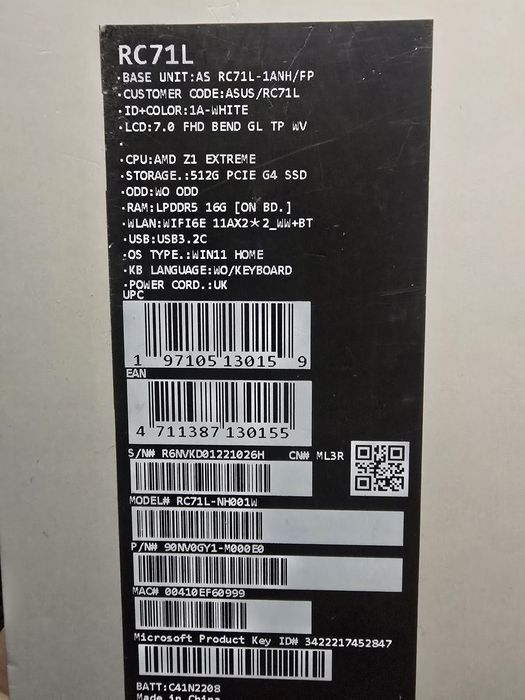 RC71L
·BASE UNIT:AS RC71L-1ANH/FP
·CUSTOMER CODE:ASUS/RC71L
·ID+COLOR:1A-WHITE
·LCD:7.0 FHD BEND GL TP WV
·
·CPU:AMD Z1 EXTREME
·STORAGE.:512G PCIE G4 SSD
·ODD:WO ODD
·RAM:LPDDR5 16G [ON BD.]
·WLAN:WIFI6E 11AX2*2_WW+BT
·USB:USB3.2C
·OS TYPE.:WIN11 HOME
·KB LANGUAGE:WO/KEYBOARD
·POWER CORD.:UK
UPC
1 97105 13015 9
EAN
4 711387 130155
S/N# R6NVKD01221026H CN# ML3R
MODEL# RC71L-NH001W
P/N# 90NV0GY1-M000E0
MAC# 00410EF60999
Microsoft Product Key ID# 3422217452847
BATT:C41N2208
Made in China